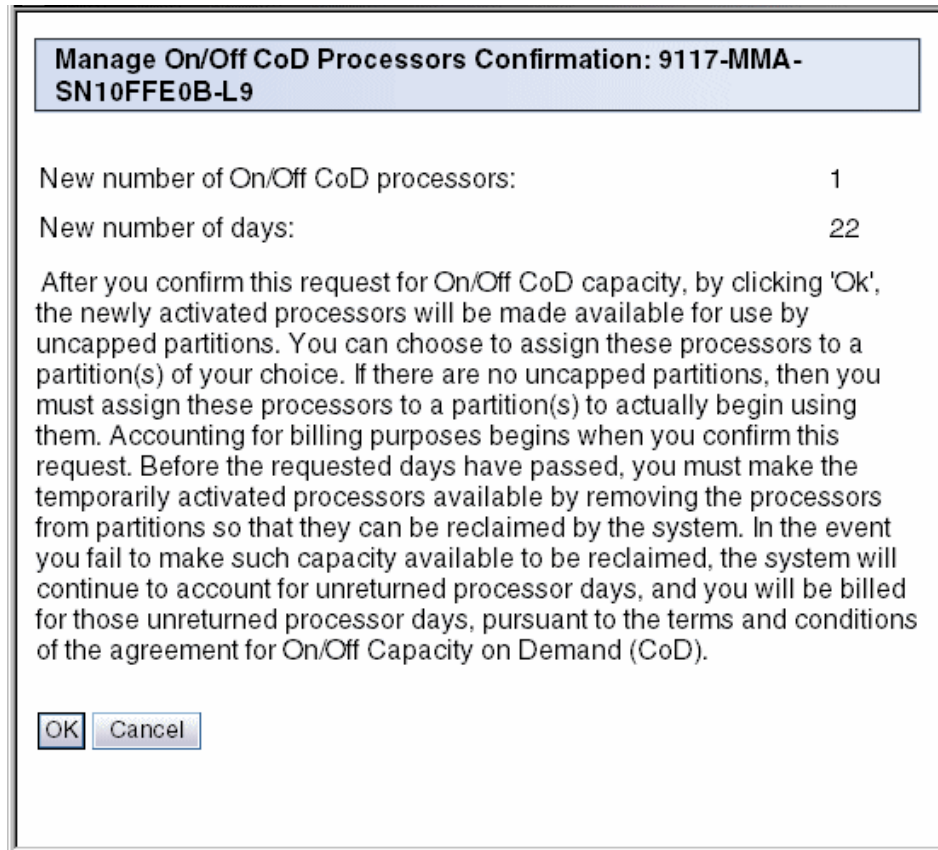 Manage On/Off CoD Processors Confirmation: 9117-MMA-
SN10FFE0B-L9
New number of On/Off CoD processors: 1
New number of days: 22
After you confirm this request for On/Off CoD capacity, by clicking 'Ok',
the newly activated processors will be made available for use by
uncapped partitions. You can choose to assign these processors to a
partition(s) of your choice. If there are no uncapped partitions, then you
must assign these processors to a partition(s) to actually begin using
them. Accounting for billing purposes begins when you confirm this
request. Before the requested days have passed, you must make the
temporarily activated processors available by removing the processors
from partitions so that they can be reclaimed by the system. In the event
you fail to make such capacity available to be reclaimed, the system will
continue to account for unreturned processor days, and you will be billed
for those unreturned processor days, pursuant to the terms and conditions
of the agreement for On/Off Capacity on Demand (CoD).
OK Cancel